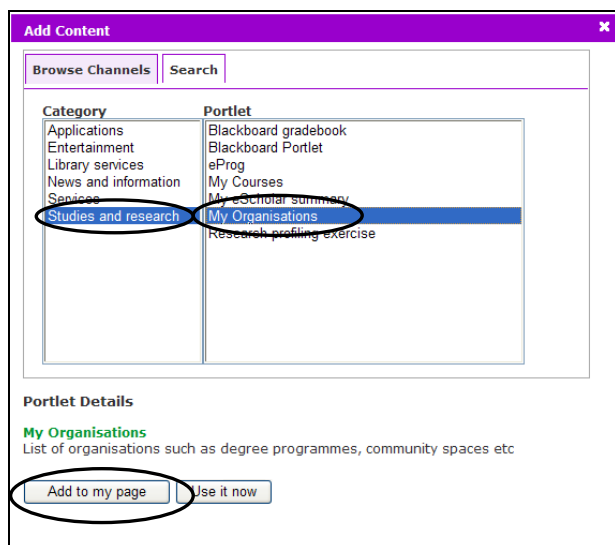 Add Content
Browse Channels Search
Category Portlet
Applications Blackboard gradebook
Entertainment Blackboard Portlet
Library services eProg
News and information My Courses
Services My eScholar summary
Studies and research My Organisations
Research profiling exercise
Portlet Details
My Organisations
List of organisations such as degree programmes, community spaces etc
Add to my page Use it now